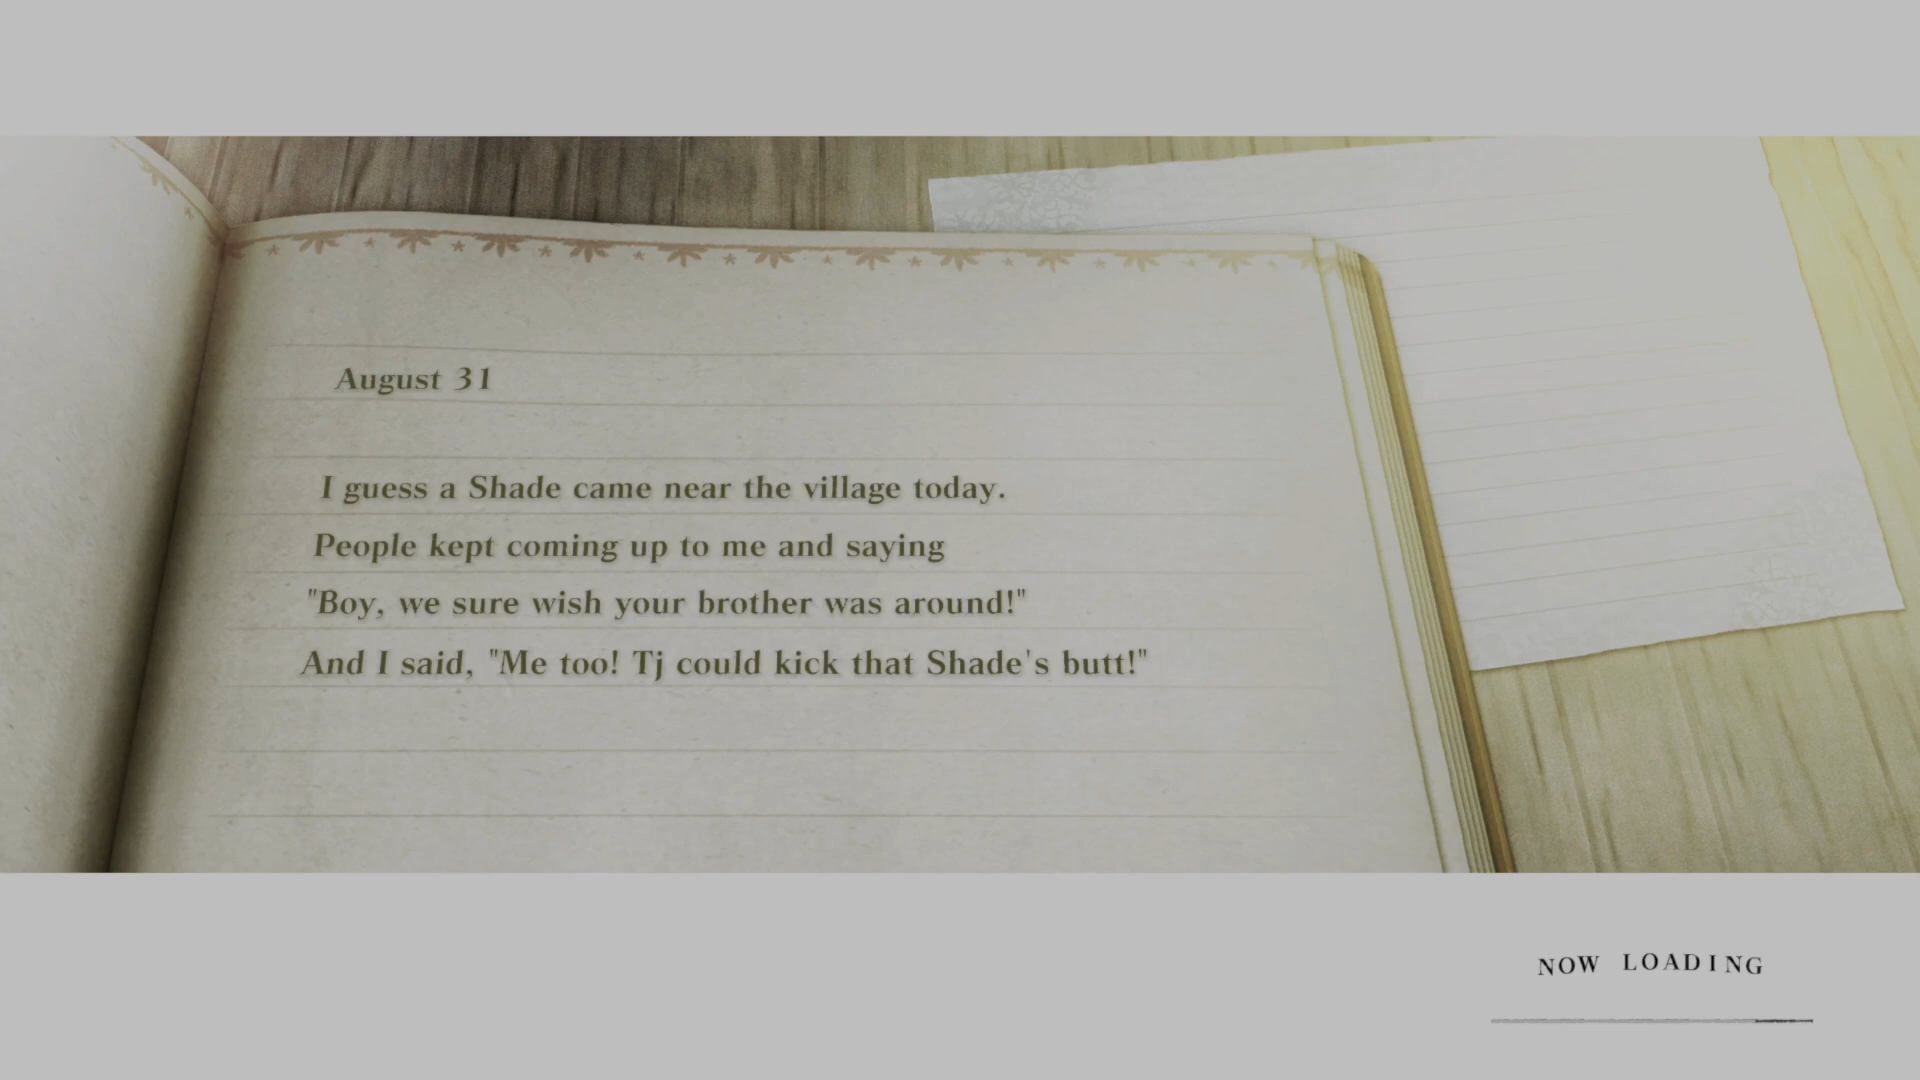 August 31
I guess a Shade came near the village today.
People kept coming up to me and saying
"Boy, we sure wish your brother was around!"
And I said, "Me too! Tj could kick that Shade's butt!"
NOW LOADING